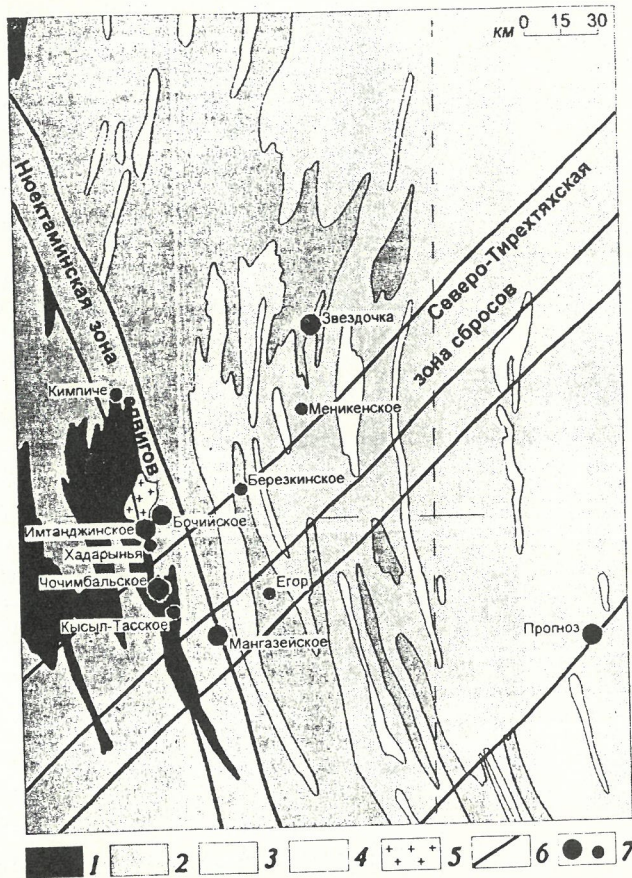 КМ 0 15 30
Нюектаминская зона
сдвигов
Северо-Тирехтяхская
зона сбросов
Звездочка
Кимпиче
Меникенское
Березкинское
Бочийское
Имтанджинское
Хадарынья
Чочимбальское
Егор
Кысыл-Тасское
Мангазейское
Прогноз
1 2 3 4 5 6 7